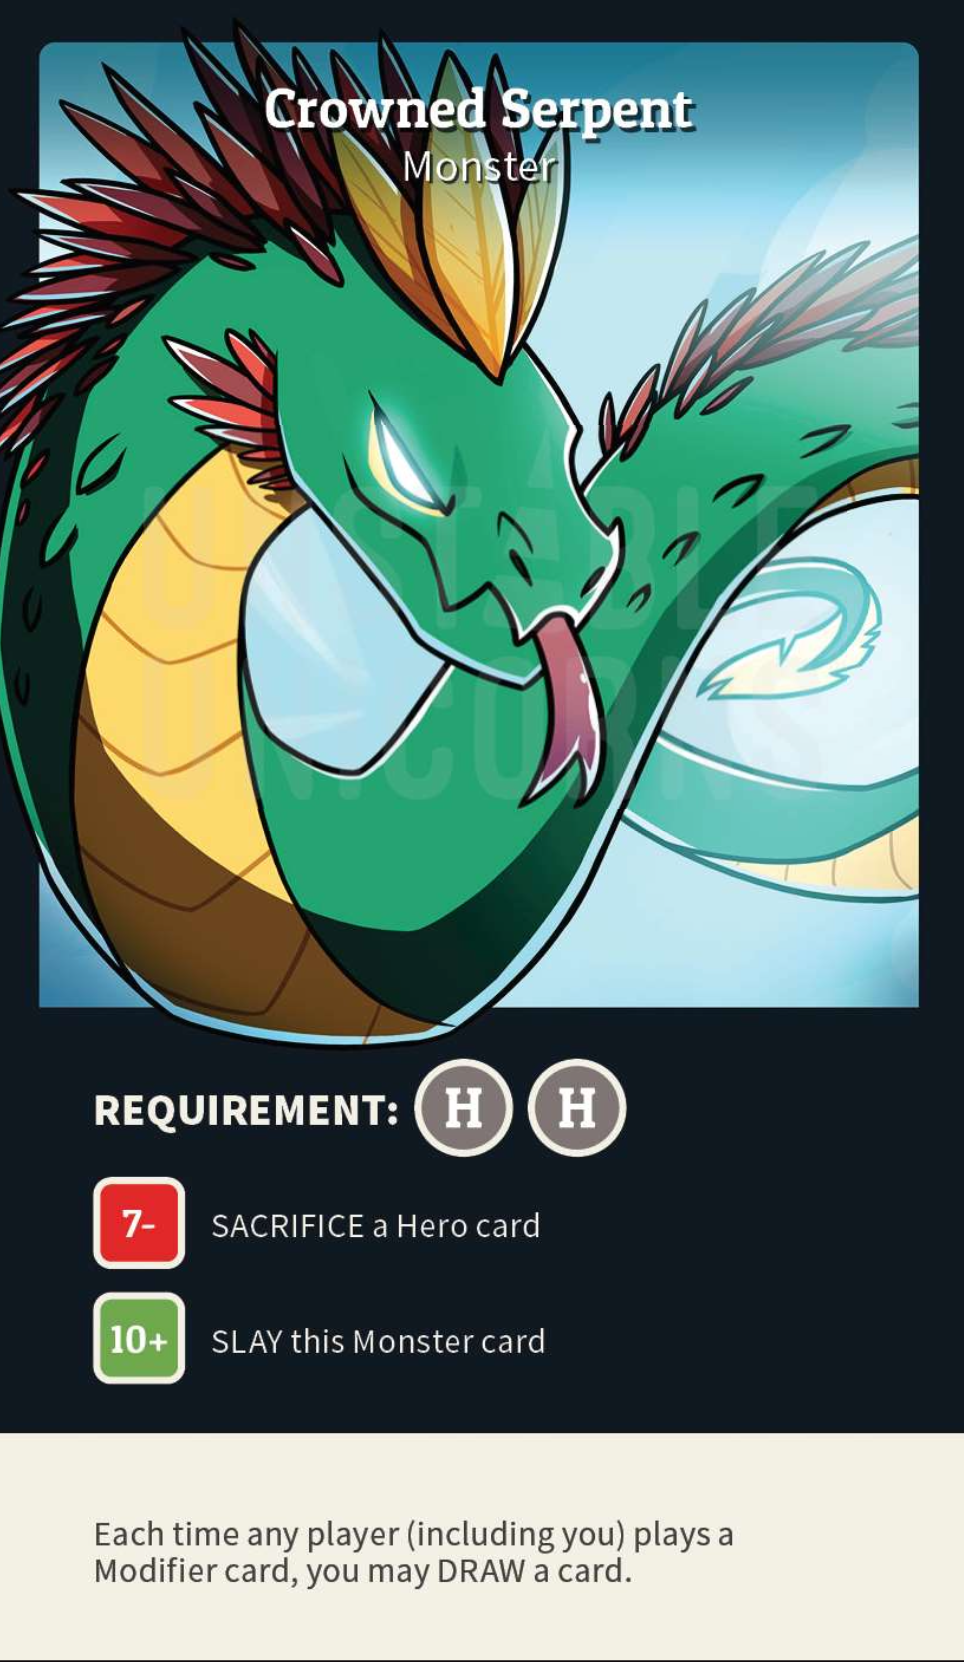 Crowned Serpent
Monster
UNSTABLE
UNICORNS
REQUIREMENT: H H
7- SACRIFICE a Hero card
10+ SLAY this Monster card
Each time any player (including you) plays a
Modifier card, you may DRAW a card.